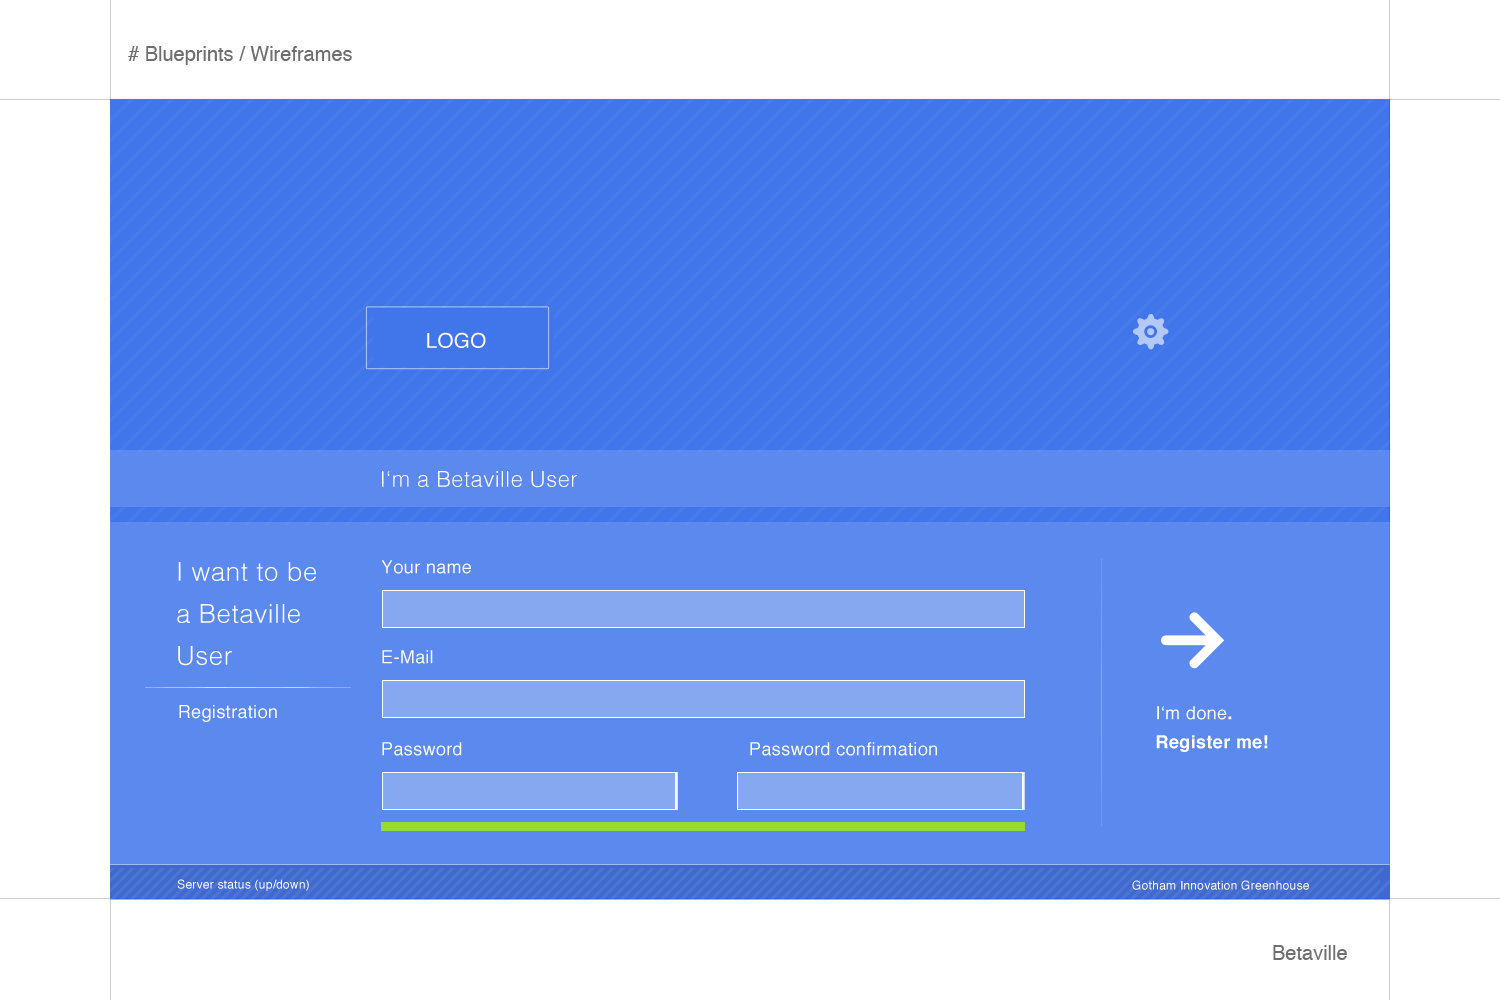 # Blueprints / Wireframes
LOGO
I‘m a Betaville User
I want to be
a Betaville
User
Registration
Your name
E-Mail
Password
Password confirmation
I‘m done.
Register me!
Server status (up/down)
Gotham Innovation Greenhouse
Betaville